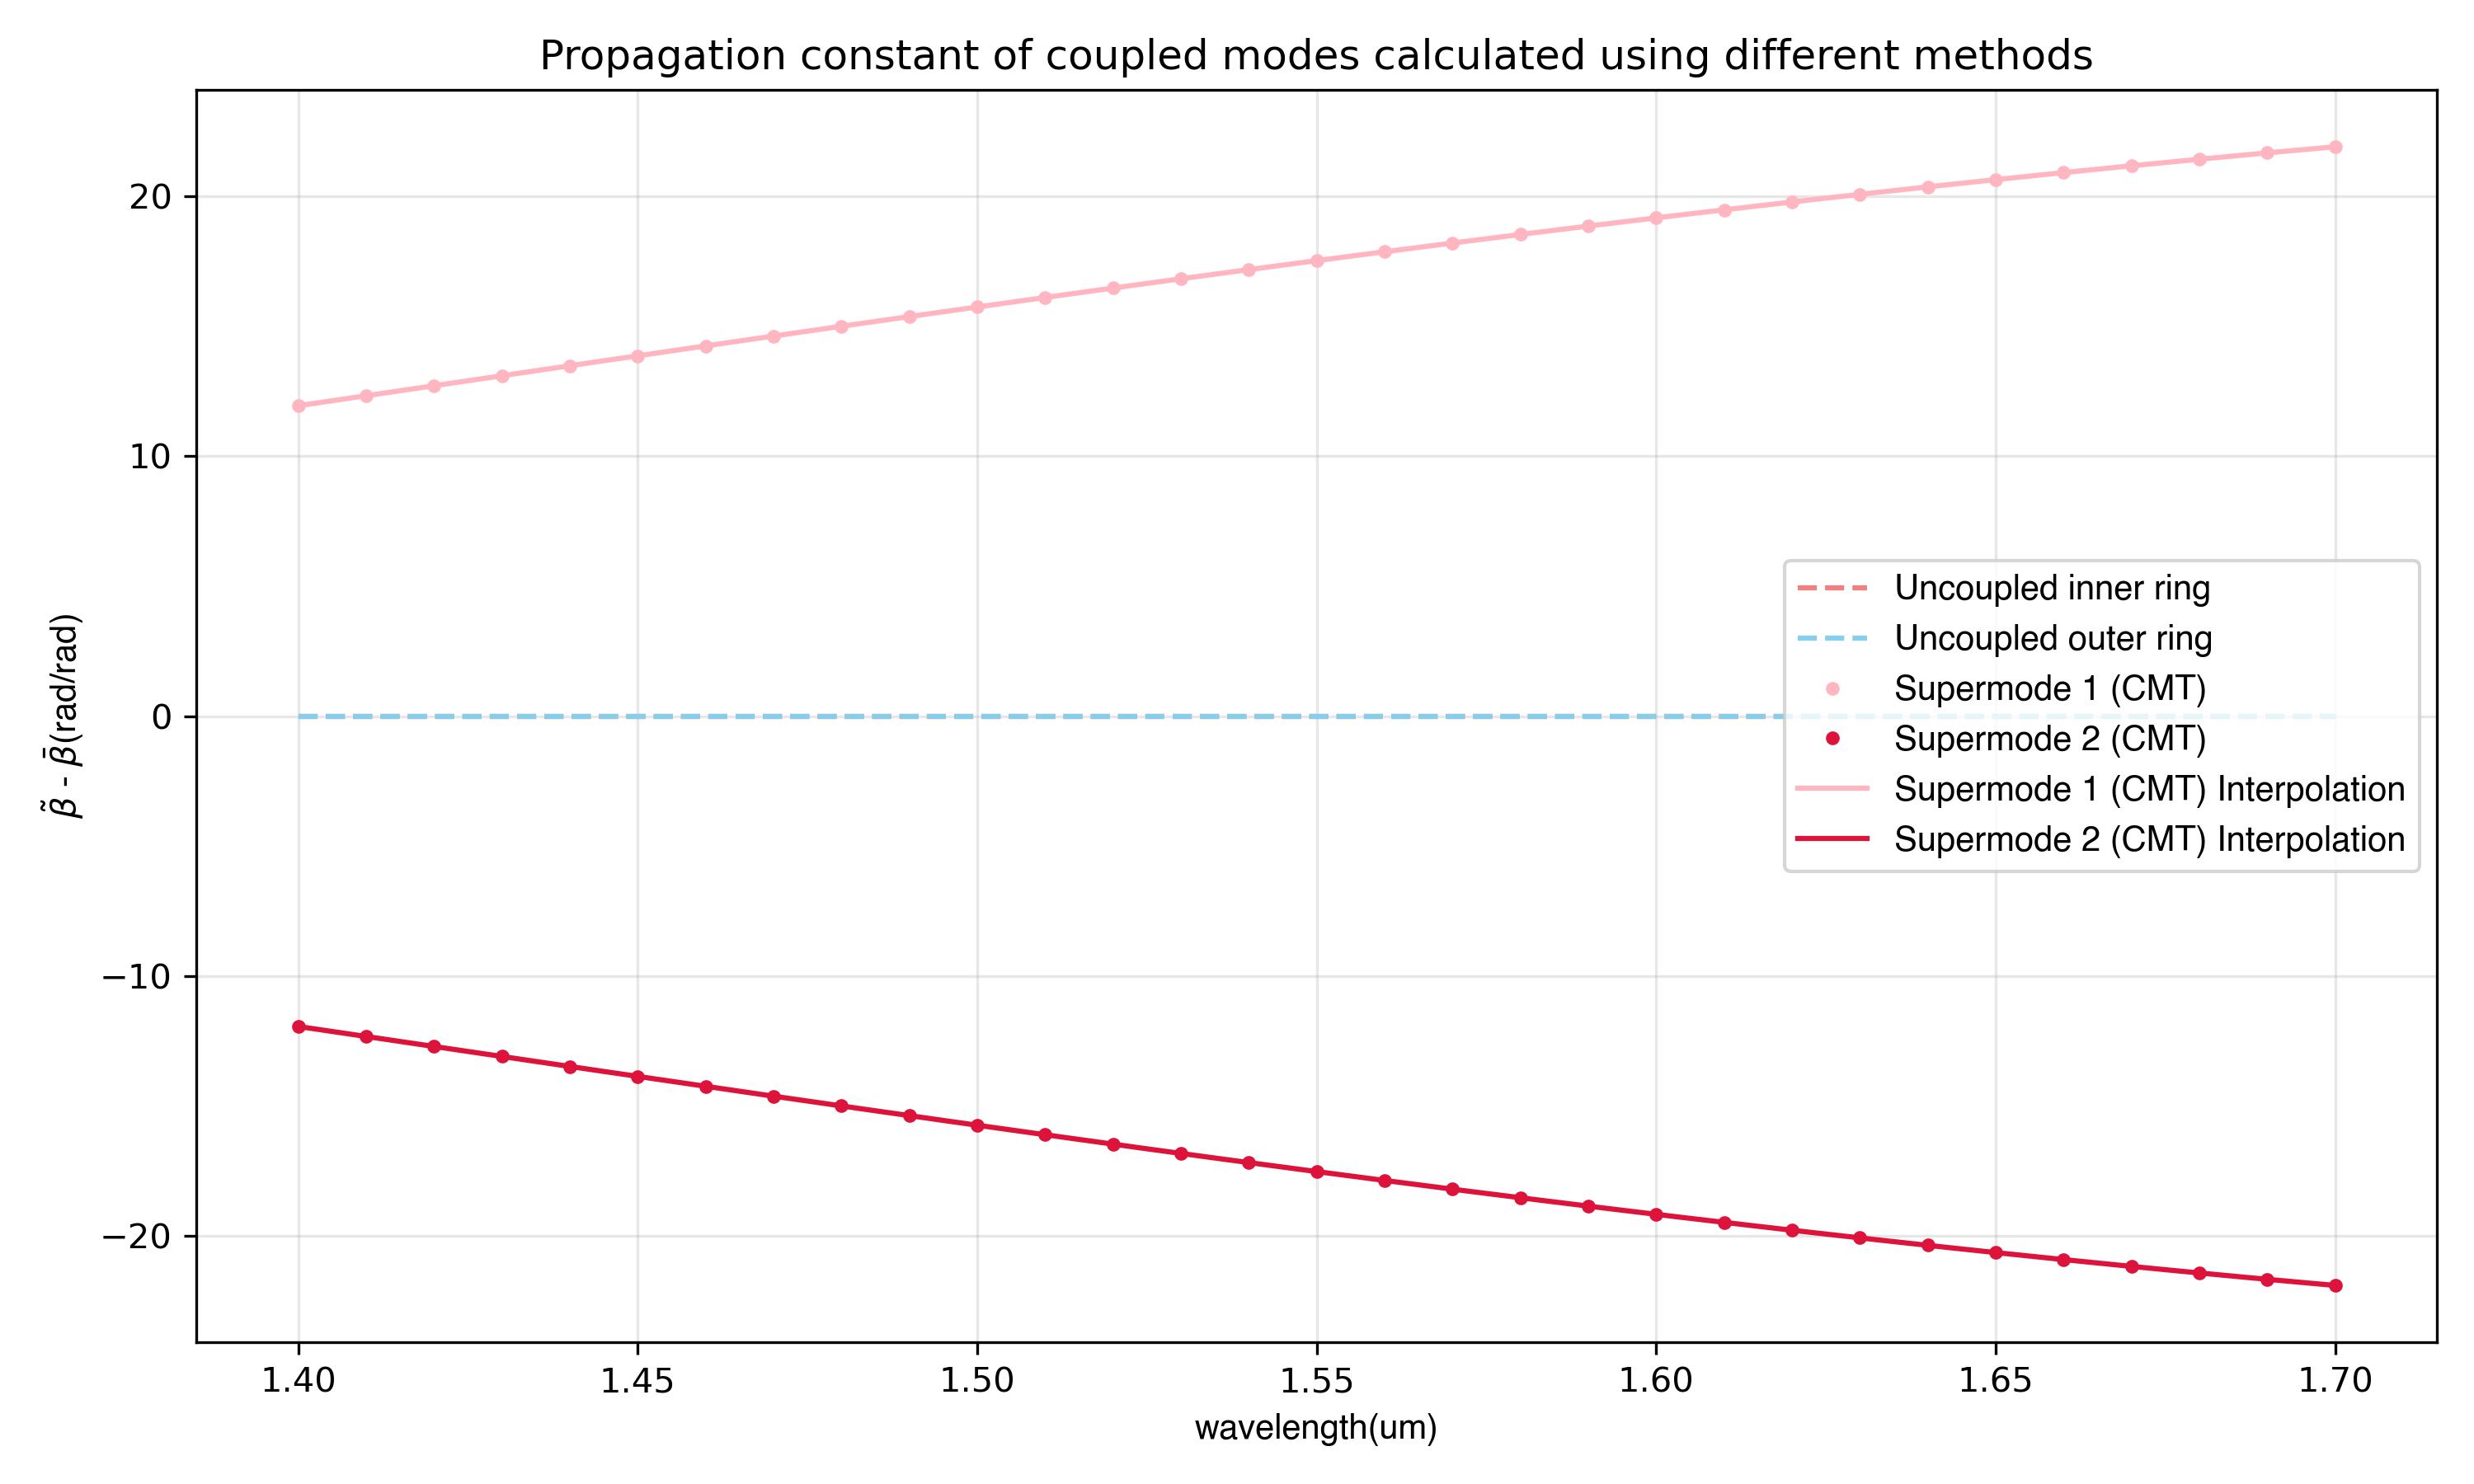 Propagation constant of coupled modes calculated using different methods
20
10
0
−10
−20
β̃ - β̄(rad/rad)
Uncoupled inner ring
Uncoupled outer ring
Supermode 1 (CMT)
Supermode 2 (CMT)
Supermode 1 (CMT) Interpolation
Supermode 2 (CMT) Interpolation
1.40 1.45 1.50 1.55 1.60 1.65 1.70
wavelength(um)